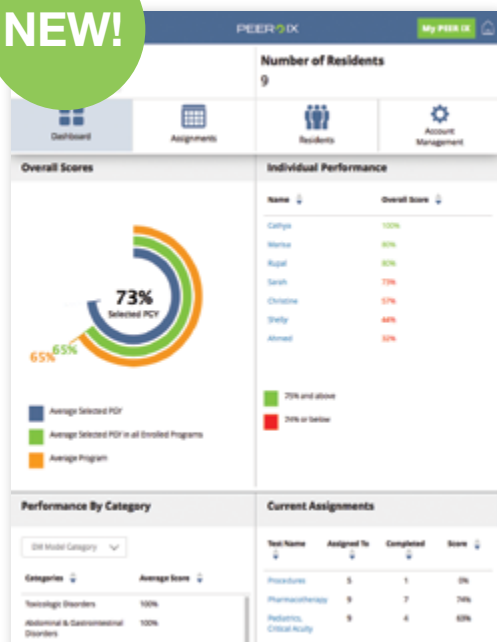 NEW!
PEER IX
My PEER IX
Number of Residents
9
Dashboard
Assignments
Residents
Account
Management
Overall Scores
73%
Selected PGY
65%
65%
Average Selected PGY
Average Selected PGY in all Enrolled Programs
Average Program
Individual Performance
Name
Overall Score
Cathya
100%
Marisa
80%
Rupal
80%
Sarah
73%
Christine
57%
Shelly
44%
Ahmed
32%
75% and above
74% or below
Performance By Category
EM Model Category
Categories
Average Score
Toxicologic Disorders
100%
Abdominal & Gastrointestinal
Disorders
100%
Current Assignments
Test Name
Assigned To
Completed
Score
Procedures
5
1
0%
Pharmacotherapy
9
7
74%
Pediatrics,
Critical Acuity
9
4
63%